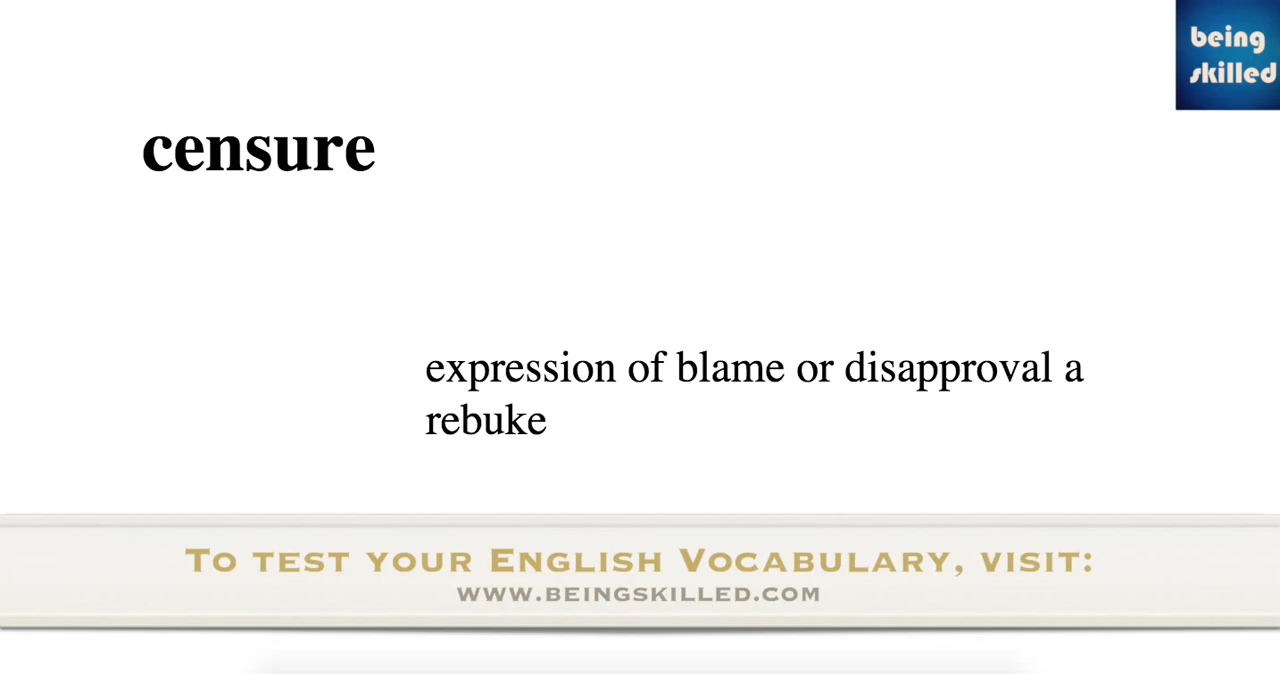 being
skilled
censure
expression of blame or disapproval a
rebuke
TO TEST YOUR ENGLISH VOCABULARY, VISIT:
WWW.BEINGSKILLED.COM